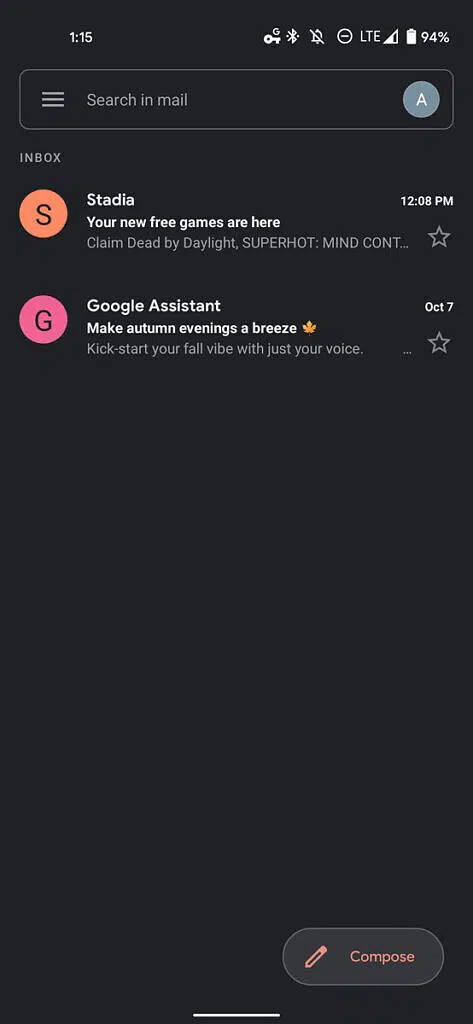 1:15 G LTE 94%
Search in mail A
INBOX
S Stadia 12:08 PM
Your new free games are here
Claim Dead by Daylight, SUPERHOT: MIND CONT...
G Google Assistant Oct 7
Make autumn evenings a breeze 🍁
Kick-start your fall vibe with just your voice. ...
Compose